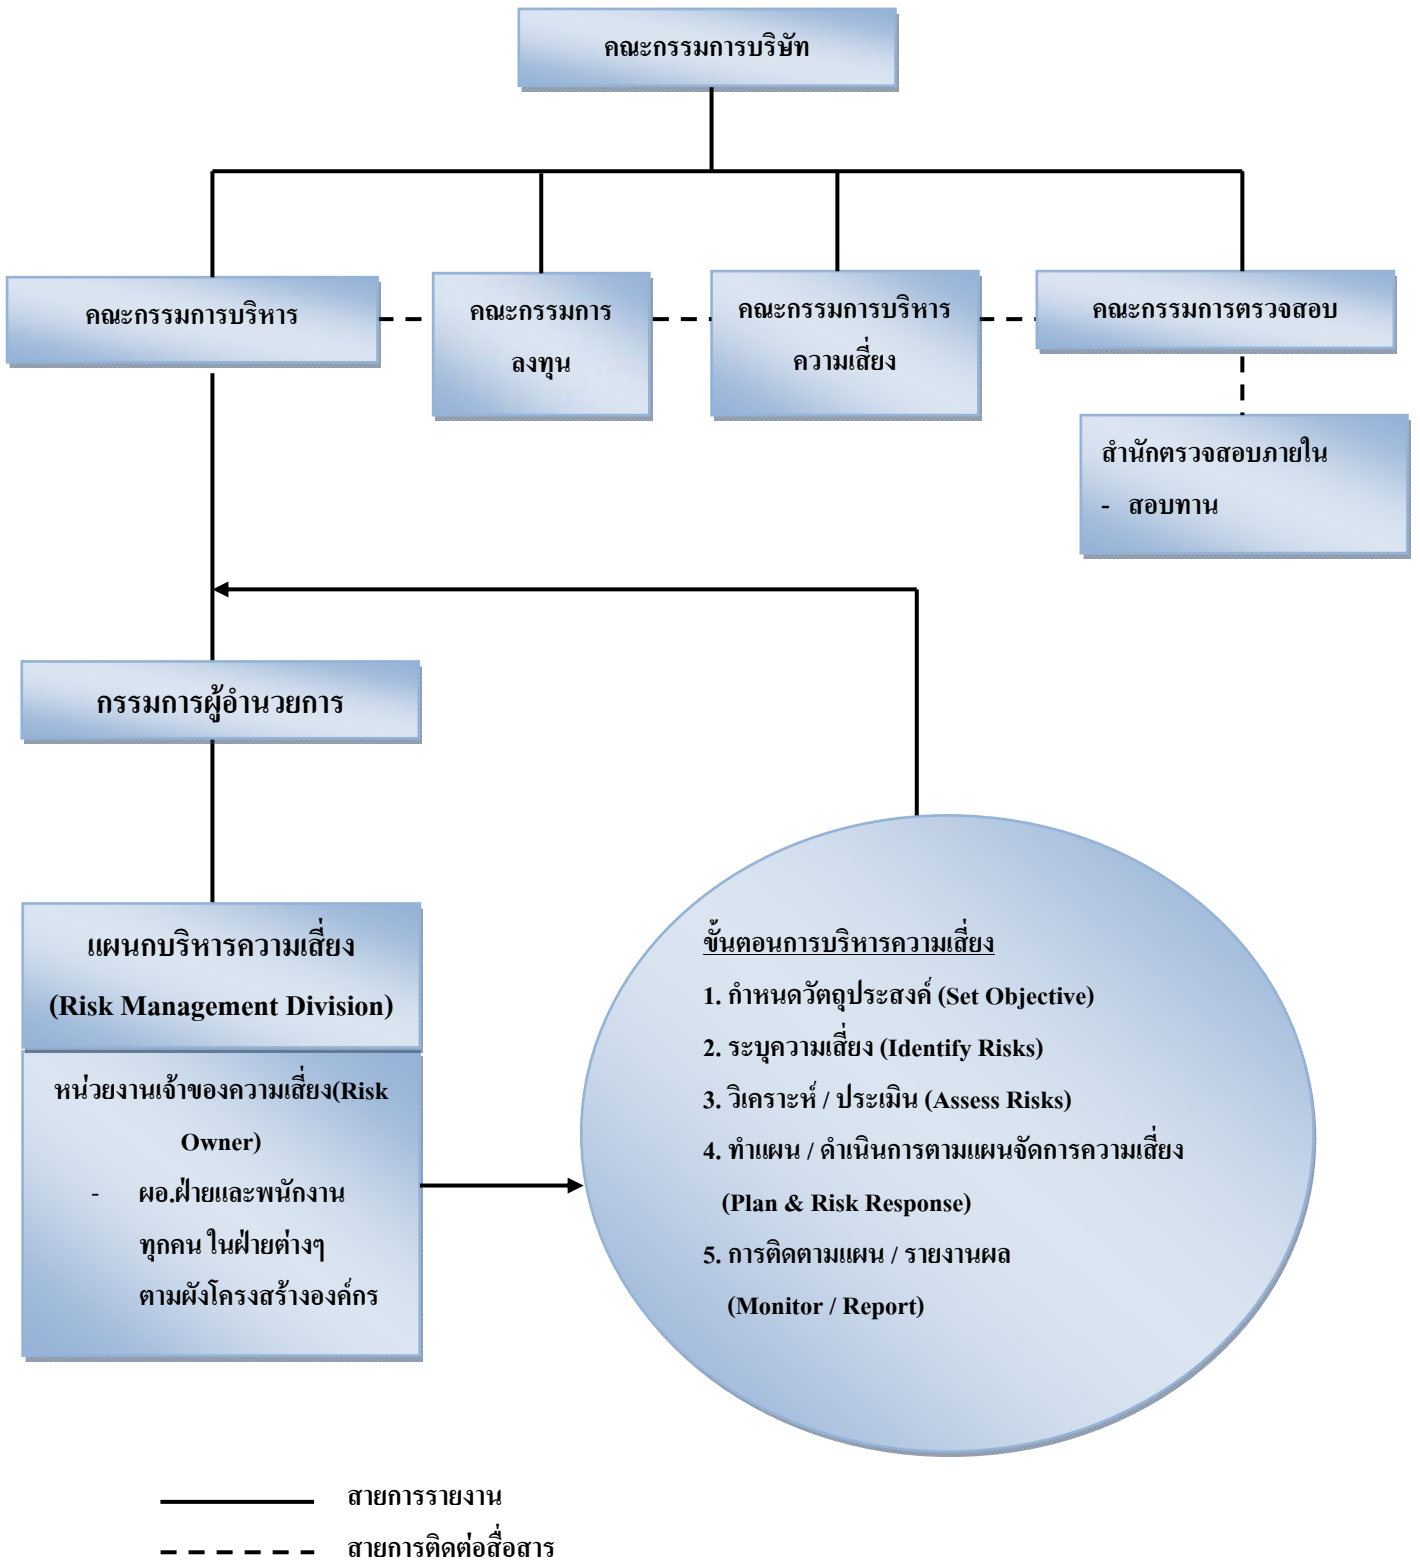 คณะกรรมการบริษัท
คณะกรรมการบริหาร
คณะกรรมการ
ลงทุน
คณะกรรมการบริหาร
ความเสี่ยง
คณะกรรมการตรวจสอบ
สำนักตรวจสอบภายใน
- สอบทาน
กรรมการผู้อำนวยการ
แผนกบริหารความเสี่ยง
(Risk Management Division)
หน่วยงานเจ้าของความเสี่ยง(Risk
Owner)
- ผอ.ฝ่ายและพนักงาน
ทุกคน ในฝ่ายต่างๆ
ตามผังโครงสร้างองค์กร
ขั้นตอนการบริหารความเสี่ยง
1. กำหนดวัตถุประสงค์ (Set Objective)
2. ระบุความเสี่ยง (Identify Risks)
3. วิเคราะห์ / ประเมิน (Assess Risks)
4. ทำแผน / ดำเนินการตามแผนจัดการความเสี่ยง
(Plan & Risk Response)
5. การติดตามแผน / รายงานผล
(Monitor / Report)
สายการรายงาน
สายการติดต่อสื่อสาร